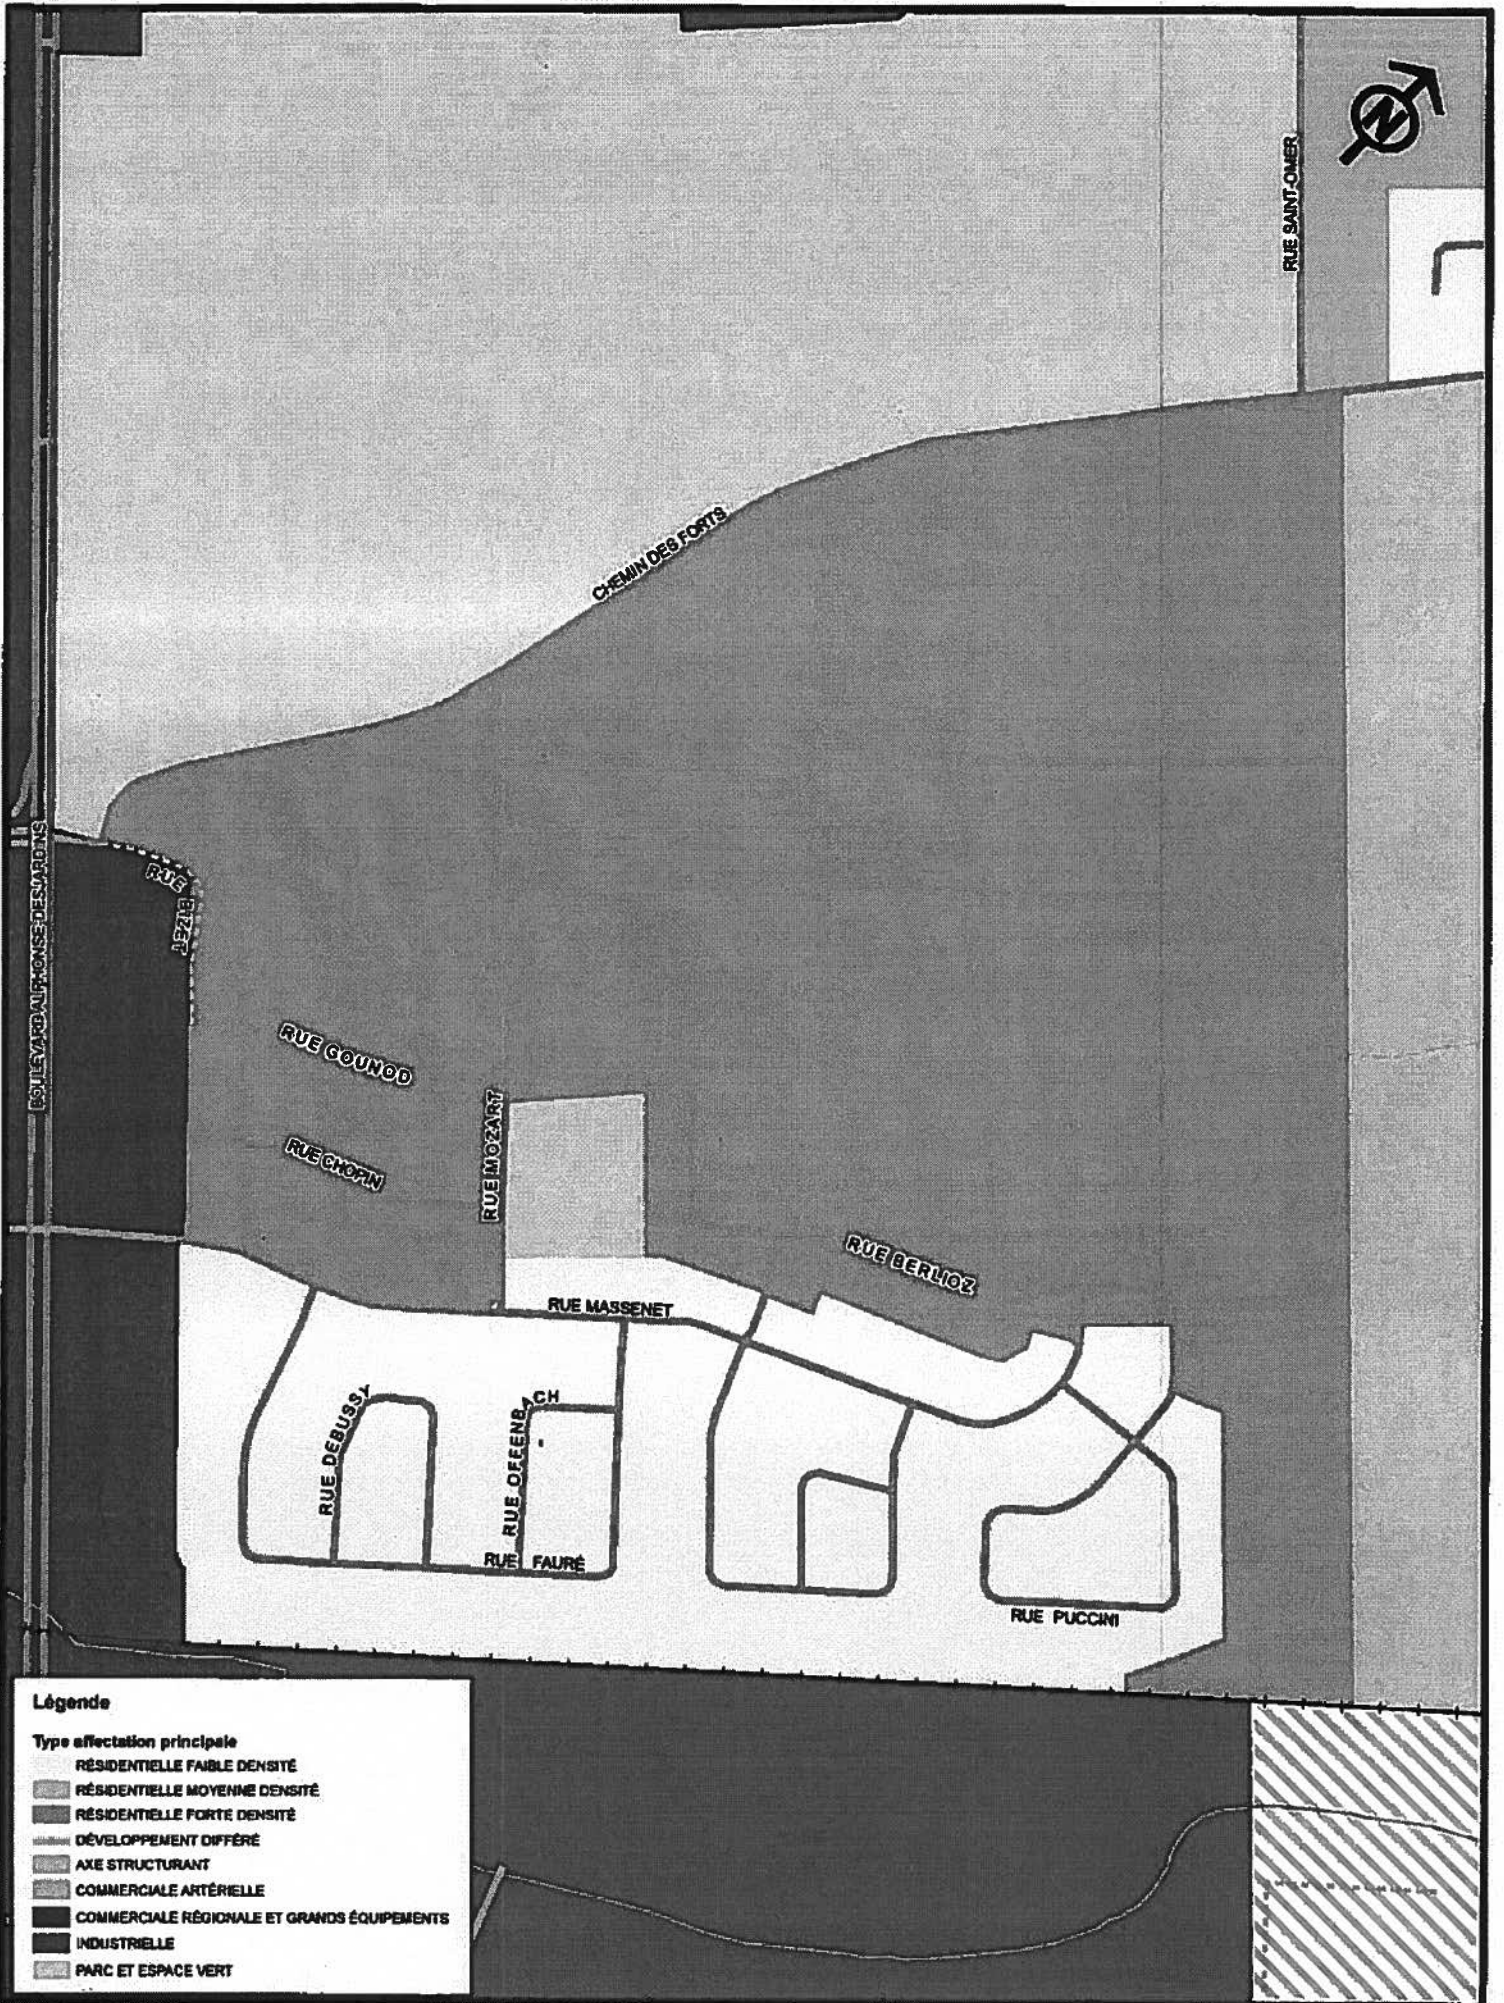 N
RUE SAINT-OMER
CHEMIN DES FORTS
BOULEVARD ALPHONSE-DESJARDINS
RUE
BIZET
RUE GOUNOD
RUE CHOPIN
RUE MOZART
RUE BERLIOZ
RUE MASSENET
RUE DEBUSSY
RUE OFFENBACH
RUE FAURÉ
RUE PUCCINI
Légende
Type affectation principale
RÉSIDENTIELLE FAIBLE DENSITÉ
RÉSIDENTIELLE MOYENNE DENSITÉ
RÉSIDENTIELLE FORTE DENSITÉ
DÉVELOPPEMENT DIFFÉRÉ
AXE STRUCTURANT
COMMERCIALE ARTÉRIELLE
COMMERCIALE RÉGIONALE ET GRANDS ÉQUIPEMENTS
INDUSTRIELLE
PARC ET ESPACE VERT